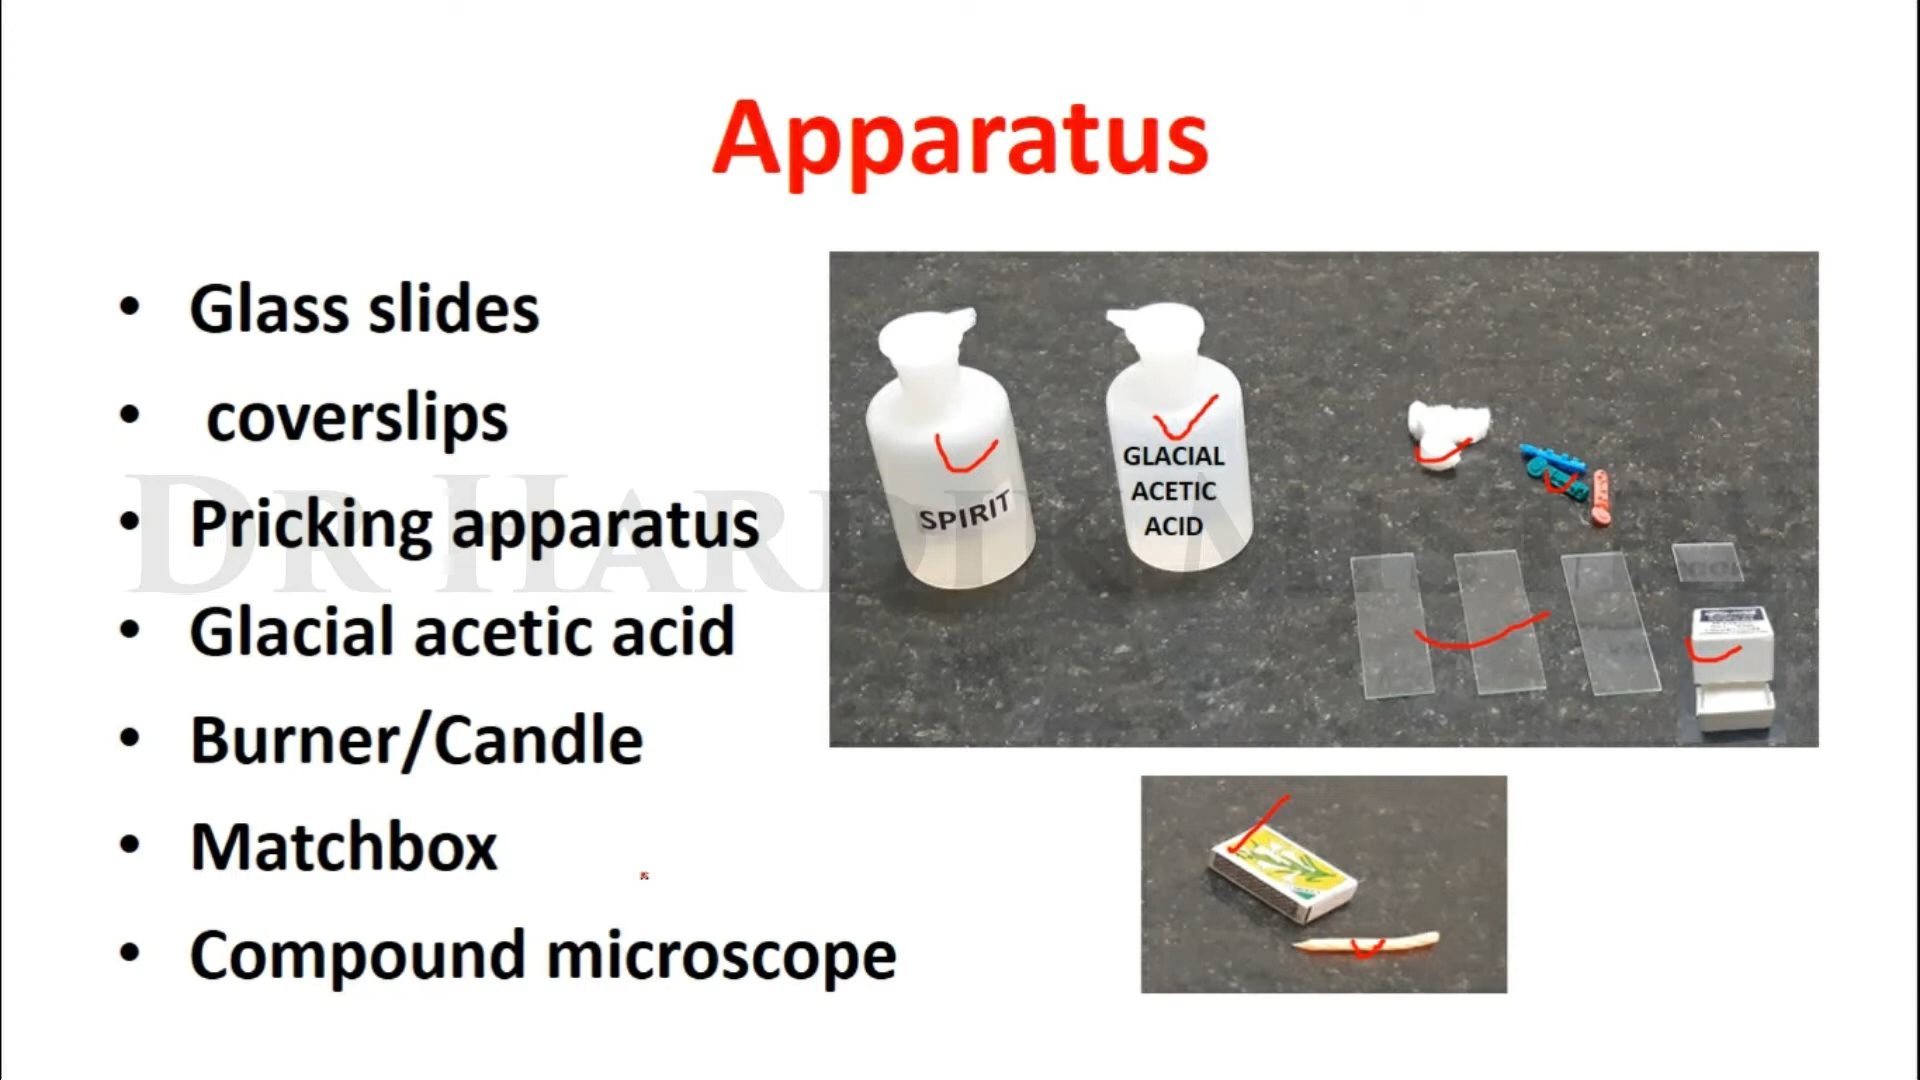 Apparatus
• Glass slides
• coverslips
• Pricking apparatus
• Glacial acetic acid
• Burner/Candle
• Matchbox
• Compound microscope
SPIRIT
GLACIAL
ACETIC
ACID